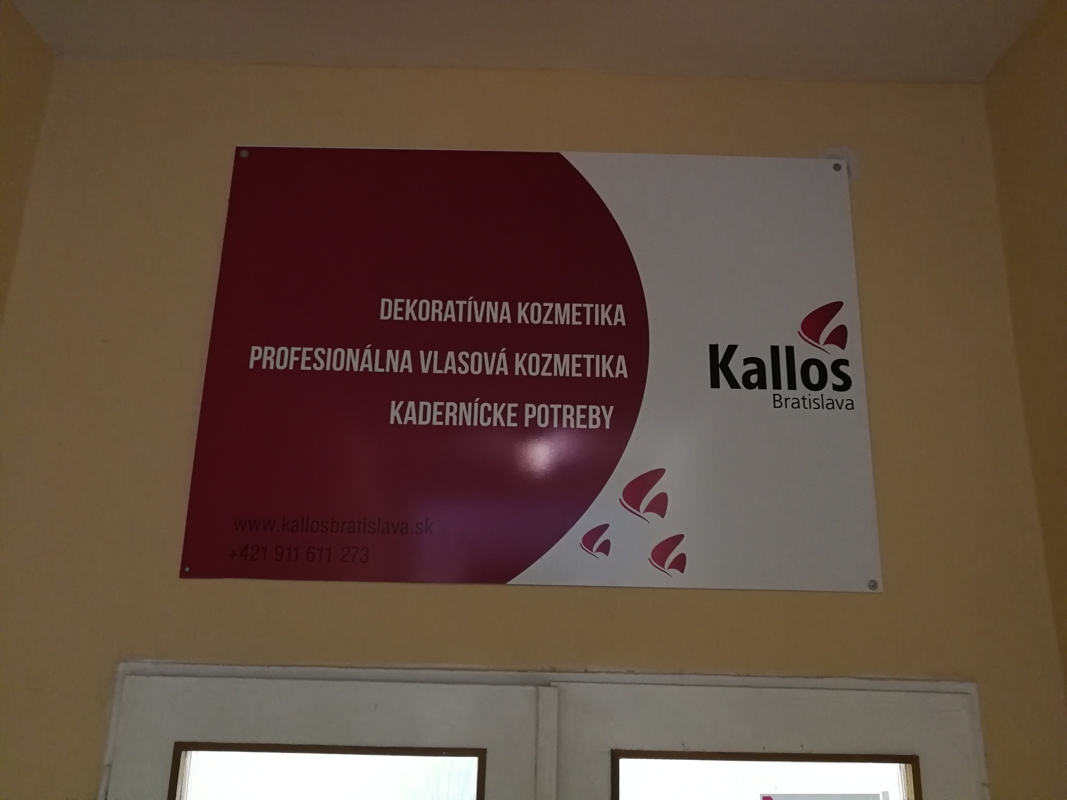 DEKORATÍVNA KOZMETIKA
PROFESIONÁLNA VLASOVÁ KOZMETIKA
KADERNÍCKE POTREBY
www.kallosbratislava.sk
+421 911 611 273
Kallos
Bratislava